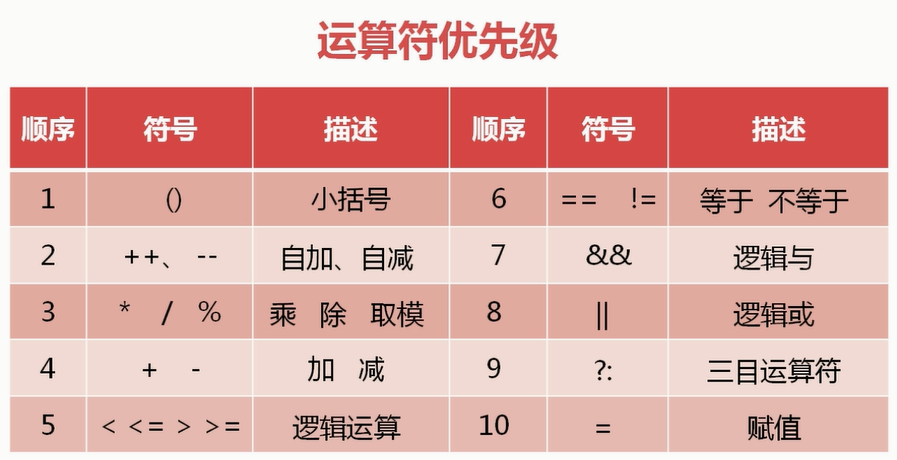 运算符优先级
顺序 符号 描述 顺序 符号 描述
1 () 小括号 6 == != 等于 不等于
2 ++、 -- 自加、自减 7 && 逻辑与
3 * / % 乘 除 取模 8 || 逻辑或
4 + - 加 减 9 ?: 三目运算符
5 < <= > >= 逻辑运算 10 = 赋值